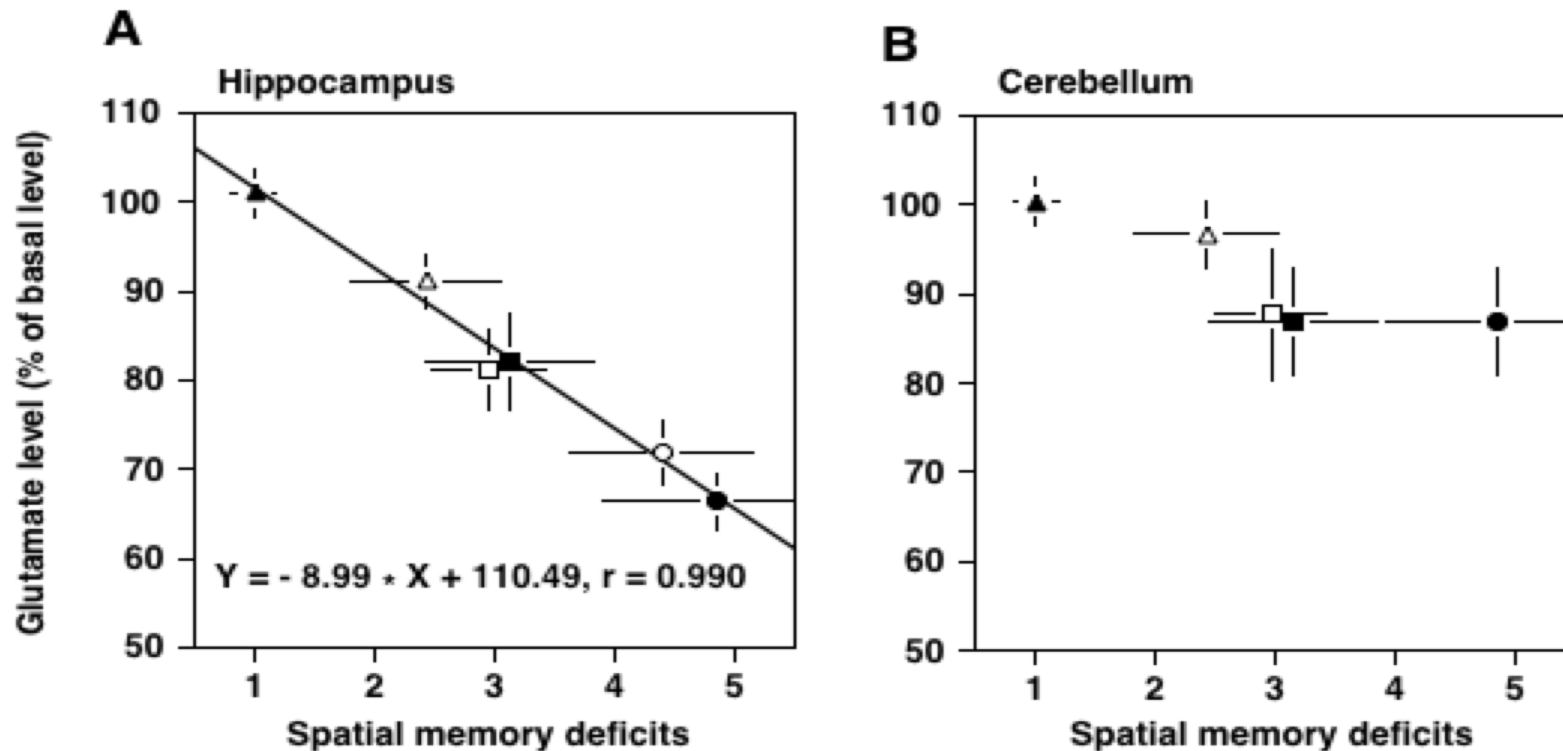 A
Hippocampus
Glutamate level (% of basal level)
110
100
90
80
70
60
50
Y = - 8.99 * X + 110.49, r = 0.990
1 2 3 4 5
Spatial memory deficits
B
Cerebellum
110
100
90
80
70
60
50
1 2 3 4 5
Spatial memory deficits